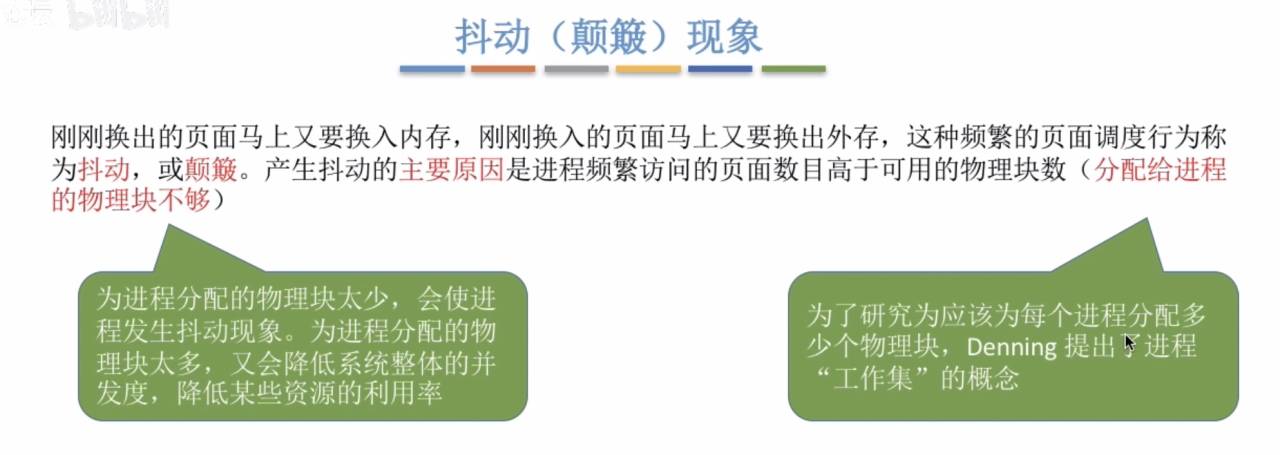 bilibili
抖动（颠簸）现象
刚刚换出的页面马上又要换入内存，刚刚换入的页面马上又要换出外存，这种频繁的页面调度行为称
为抖动，或颠簸。产生抖动的主要原因是进程频繁访问的页面数目高于可用的物理块数（分配给进程
的物理块不够）
为进程分配的物理块太少，会使进
程发生抖动现象。为进程分配的物
理块太多，又会降低系统整体的并
发度，降低某些资源的利用率
为了研究为应该为每个进程分配多
少个物理块，Denning 提出了进程
“工作集”的概念